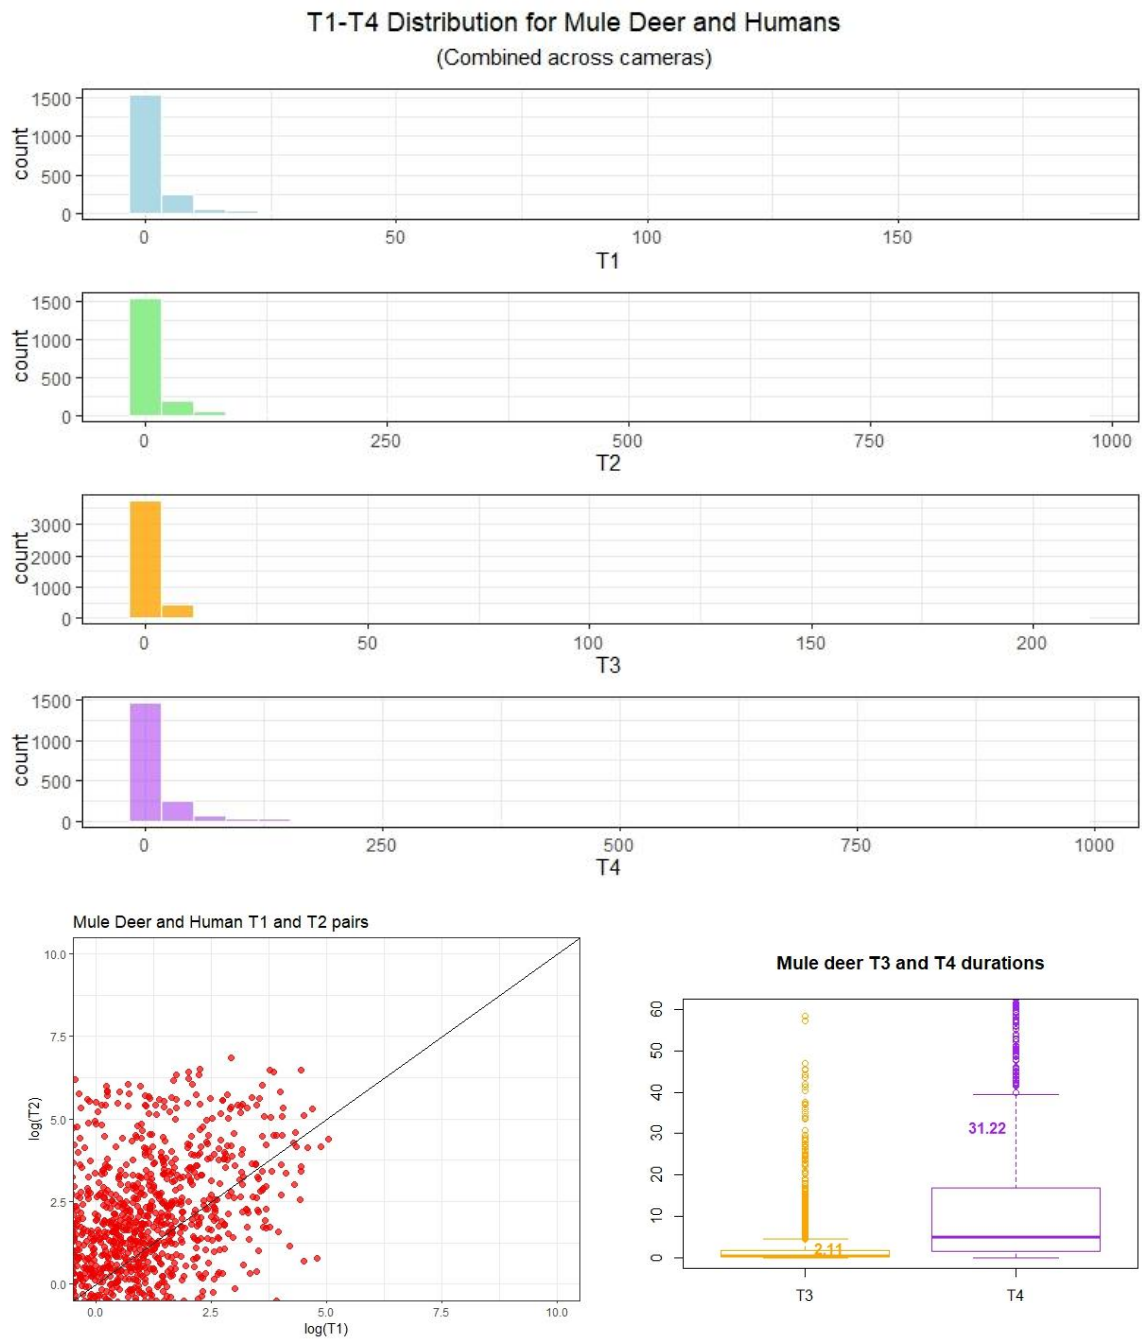 T1-T4 Distribution for Mule Deer and Humans
(Combined across cameras)
count
1500
1000
500
0
0 50 100 150
T1
count
1500
1000
500
0
0 250 500 750 1000
T2
count
3000
2000
1000
0
0 50 100 150 200
T3
count
1500
1000
500
0
0 250 500 750 1000
T4
Mule Deer and Human T1 and T2 pairs
log(T2)
10.0
7.5
5.0
2.5
0.0
0.0 2.5 5.0 7.5 10.0
log(T1)
Mule deer T3 and T4 durations
60
50
40
30
20
10
0
31.22
2.11
T3 T4